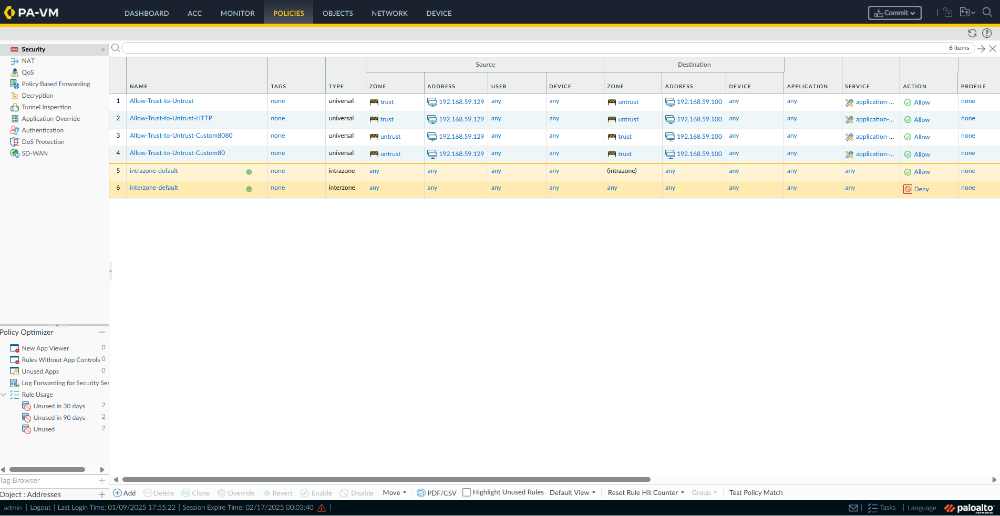 PA-VM
DASHBOARD ACC MONITOR POLICIES OBJECTS NETWORK DEVICE Commit
Security
NAT
QoS
Policy Based Forwarding
Decryption
Tunnel Inspection
Application Override
Authentication
DoS Protection
SD-WAN
6 items
Source Destination
NAME TAGS TYPE ZONE ADDRESS USER DEVICE ZONE ADDRESS DEVICE APPLICATION SERVICE ACTION PROFILE
1 Allow-Trust-to-Untrust none universal trust 192.168.59.129 any any untrust 192.168.59.100 any any application-... Allow none
2 Allow-Trust-to-Untrust-HTTP none universal trust 192.168.59.129 any any untrust 192.168.59.100 any any application-... Allow none
3 Allow-Trust-to-Untrust-Custom8080 none universal untrust 192.168.59.129 any any trust 192.168.59.100 any any application-... Allow none
4 Allow-Trust-to-Untrust-Custom80 none universal untrust 192.168.59.129 any any trust 192.168.59.100 any any application-... Allow none
5 intrazone-default none intrazone any any any any (intrazone) any any any any Allow none
6 interzone-default none interzone any any any any any any any any any Deny none
Policy Optimizer
New App Viewer 0
Rules Without App Controls 0
Unused Apps 0
Log Forwarding for Security Ser
Rule Usage
Unused in 30 days 2
Unused in 90 days 2
Unused 2
Tag Browser
Object : Addresses
Add Delete Clone Override Revert Enable Disable Move PDF/CSV Highlight Unused Rules Default View Reset Rule Hit Counter Group Test Policy Match
admin | Logout | Last Login Time: 01/09/2025 17:55:22 | Session Expire Time: 02/17/2025 00:03:40 | Tasks | Language paloalto NETWORKS